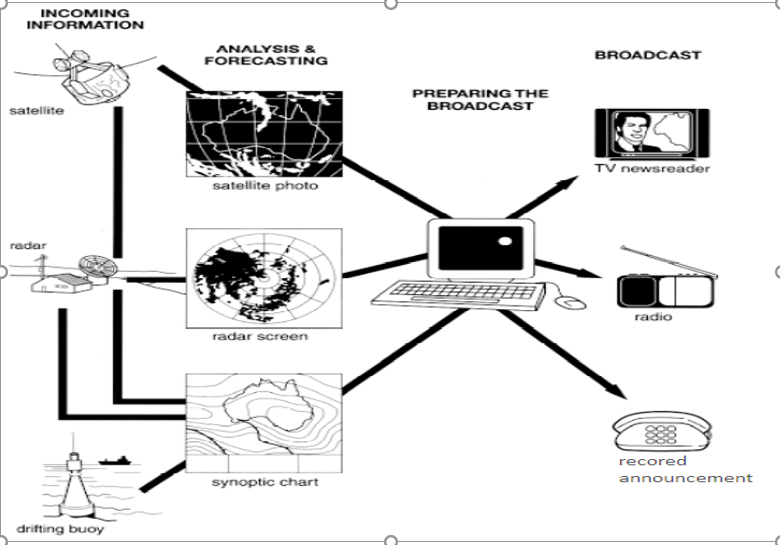 INCOMING
INFORMATION
ANALYSIS &
FORECASTING
PREPARING THE
BROADCAST
BROADCAST
satellite
satellite photo
TV newsreader
radar
radar screen
radio
synoptic chart
recored
announcement
drifting buoy